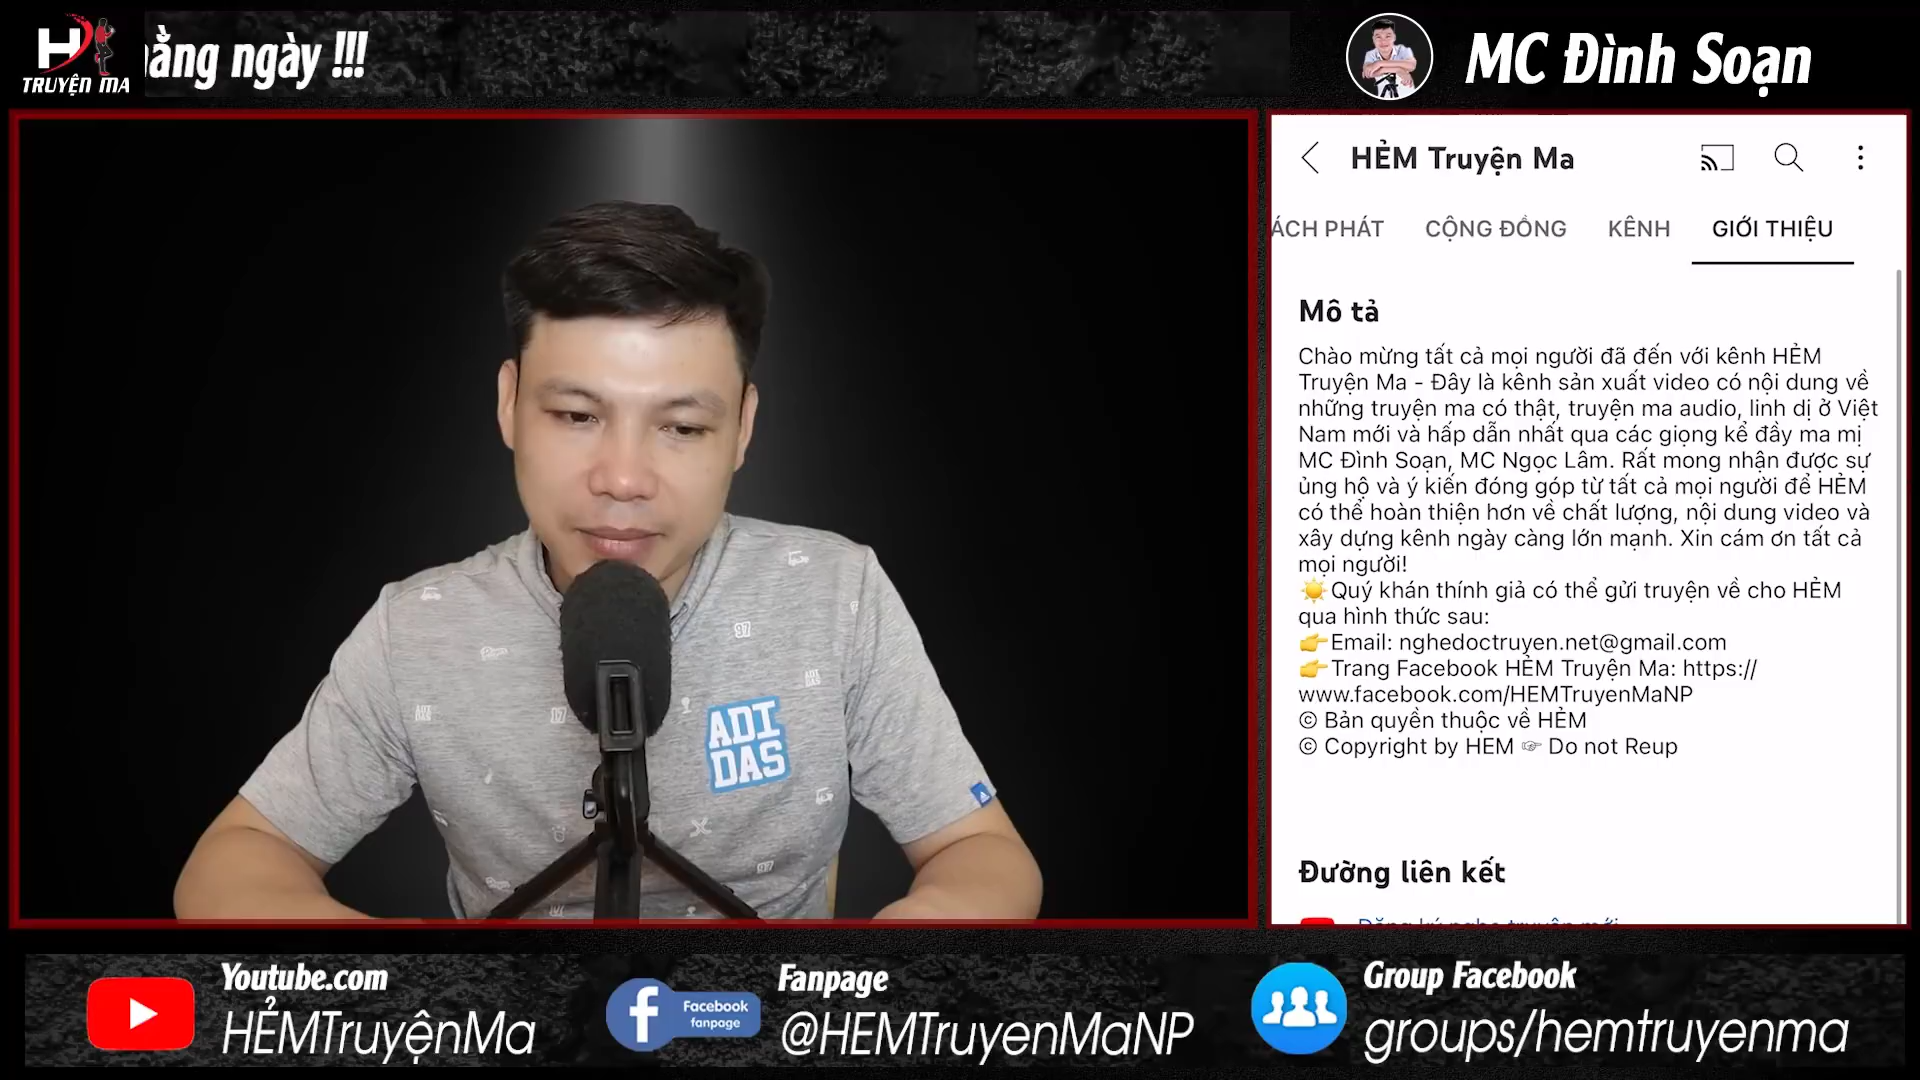 H
TRUYỆN MA
hằng ngày !!!
MC Đình Soạn
HẺM Truyện Ma
ÁCH PHÁT CỘNG ĐỒNG KÊNH GIỚI THIỆU
Mô tả
Chào mừng tất cả mọi người đã đến với kênh HẺM
Truyện Ma - Đây là kênh sản xuất video có nội dung về
những truyện ma có thật, truyện ma audio, linh dị ở Việt
Nam mới và hấp dẫn nhất qua các giọng kể đầy ma mị
MC Đình Soạn, MC Ngọc Lâm. Rất mong nhận được sự
ủng hộ và ý kiến đóng góp từ tất cả mọi người để HẺM
có thể hoàn thiện hơn về chất lượng, nội dung video và
xây dựng kênh ngày càng lớn mạnh. Xin cám ơn tất cả
mọi người!
☀️Quý khán thính giả có thể gửi truyện về cho HẺM
qua hình thức sau:
👉Email: nghedoctruyen.net@gmail.com
👉Trang Facebook HẺM Truyện Ma: https://
www.facebook.com/HEMTruyenMaNP
© Bản quyền thuộc về HẺM
© Copyright by HEM ☞ Do not Reup
Đường liên kết
Đăng ký nghe truyện mới
97
17
ADI
DAS
97
Youtube.com
HẺMTruyệnMa
Facebook
fanpage
Fanpage
@HEMTruyenMaNP
Group Facebook
groups/hemtruyenma